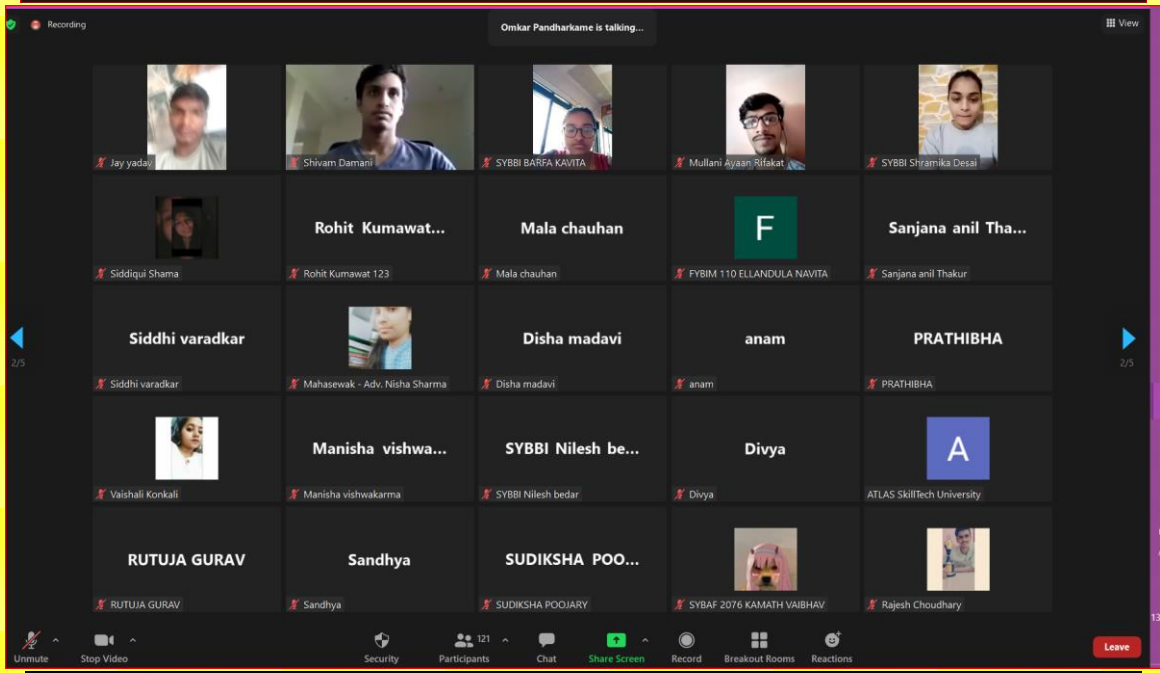 Recording
Omkar Pandharkame is talking...
View
Jay yadav
Shivam Damani
SYBBI BARFA KAVITA
Mullani Ayaan Rifakat
SYBBI Shramika Desai
Rohit Kumawat...
Mala chauhan
F
Sanjana anil Tha...
Siddiqui Shama
Rohit Kumawat 123
Mala chauhan
FYBIM 110 ELLANDULA NAVITA
Sanjana anil Thakur
Siddhi varadkar
Disha madavi
anam
PRATHIBHA
2/5
2/5
Siddhi varadkar
Mahasewak - Adv. Nisha Sharma
Disha madavi
anam
PRATHIBHA
Manisha vishwa...
SYBBI Nilesh be...
Divya
A
Vaishali Konkali
Manisha vishwakarma
SYBBI Nilesh bedar
Divya
ATLAS SkillTech University
RUTUJA GURAV
Sandhya
SUDIKSHA POO...
RUTUJA GURAV
Sandhya
SUDIKSHA POOJARY
SYBAF 2076 KAMATH VAIBHAV
Rajesh Choudhary
121
Unmute
Stop Video
Security
Participants
Chat
Share Screen
Record
Breakout Rooms
Reactions
Leave